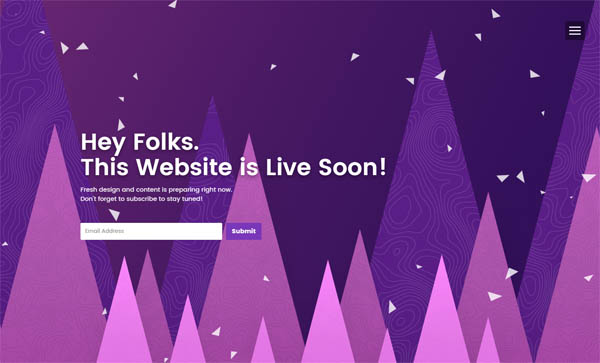 Hey Folks.
This Website is Live Soon!
Fresh design and content is preparing right now.
Don't forget to subscribe to stay tuned!
Email Address
Submit